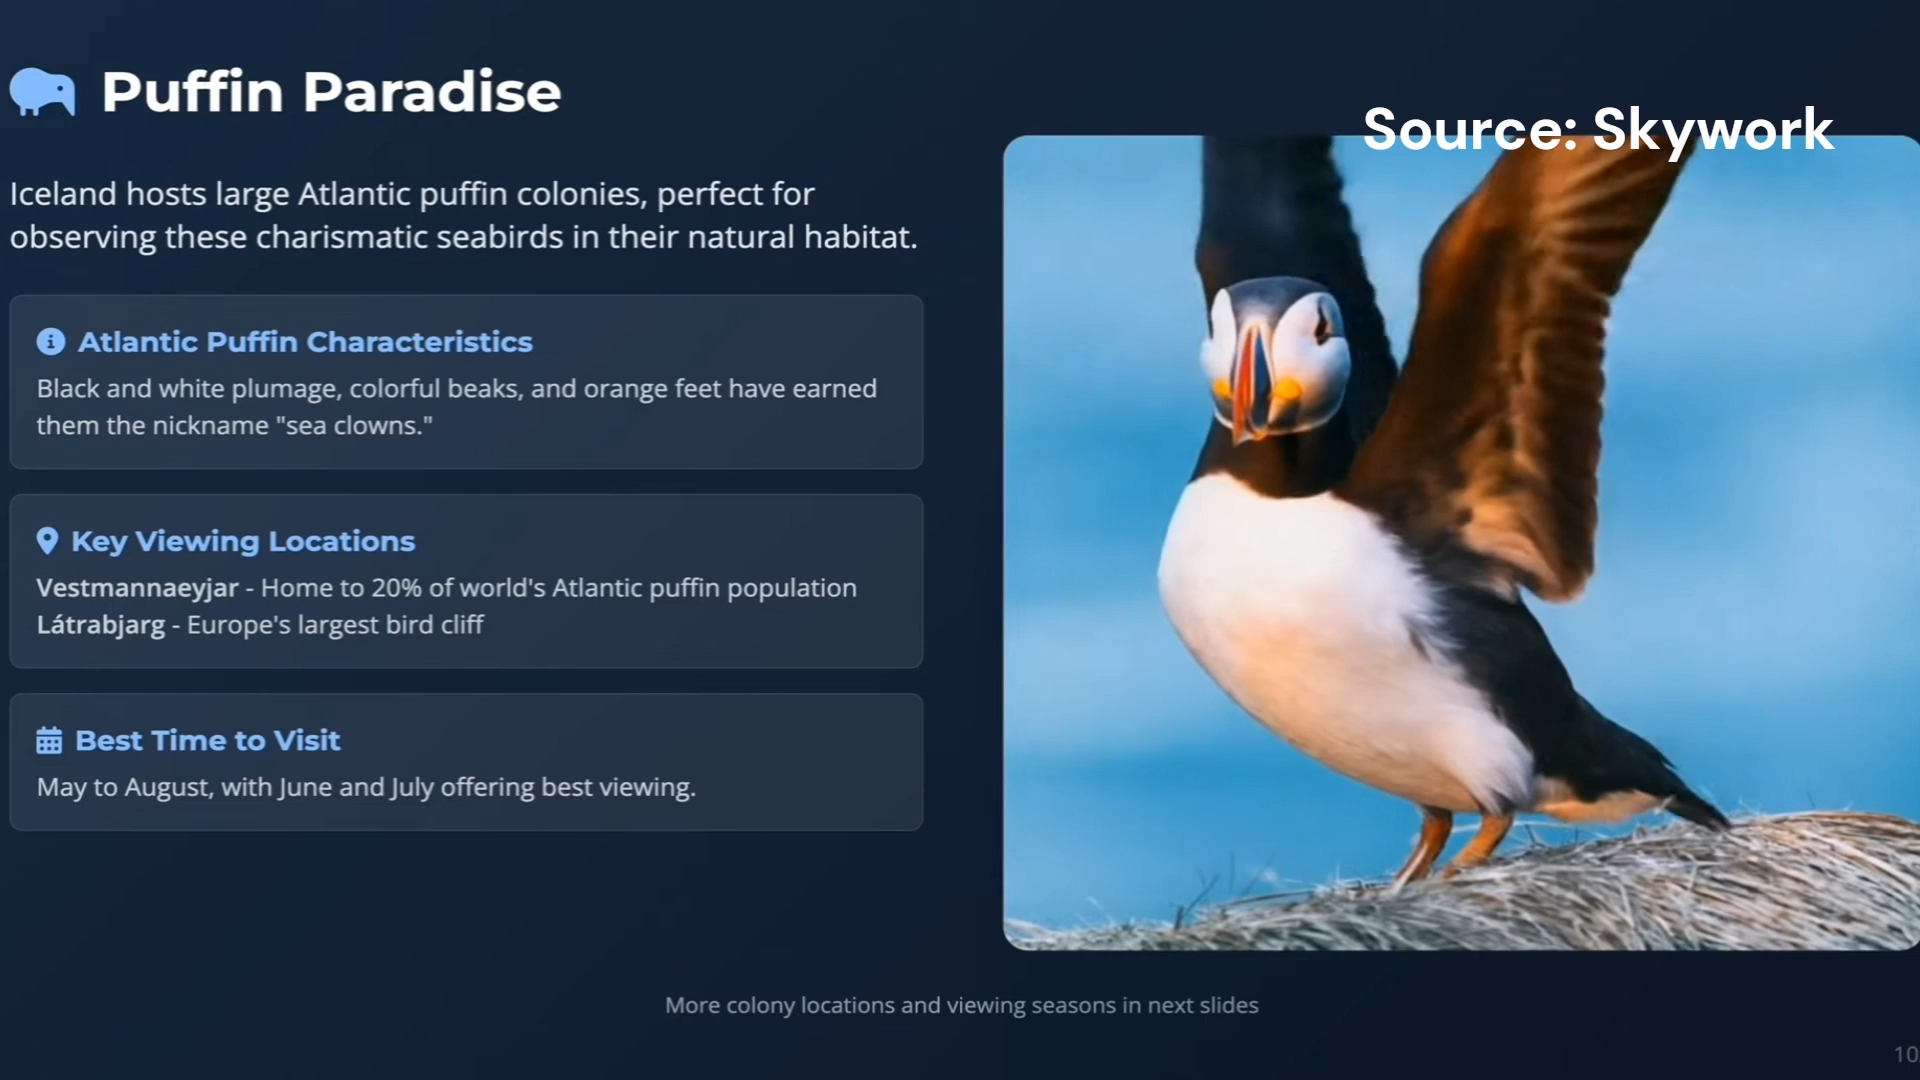 Puffin Paradise
Source: Skywork
Iceland hosts large Atlantic puffin colonies, perfect for
observing these charismatic seabirds in their natural habitat.
Atlantic Puffin Characteristics
Black and white plumage, colorful beaks, and orange feet have earned
them the nickname "sea clowns."
Key Viewing Locations
Vestmannaeyjar - Home to 20% of world's Atlantic puffin population
Látrabjarg - Europe's largest bird cliff
Best Time to Visit
May to August, with June and July offering best viewing.
More colony locations and viewing seasons in next slides
10